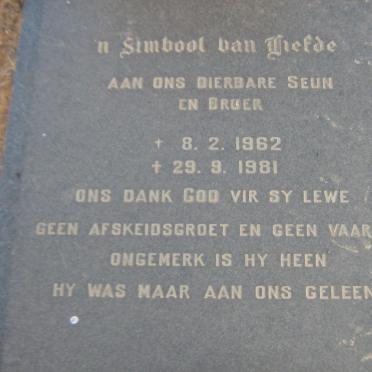 'n Simbool van Liefde
AAN ONS DIERBARE SEUN
EN BROER
† 8. 2. 1962
† 29. 9. 1981
ONS DANK GOD VIR SY LEWE
GEEN AFSKEIDSGROET EN GEEN VAAR
ONGEMERK IS HY HEEN
HY WAS MAAR AAN ONS GELEEN